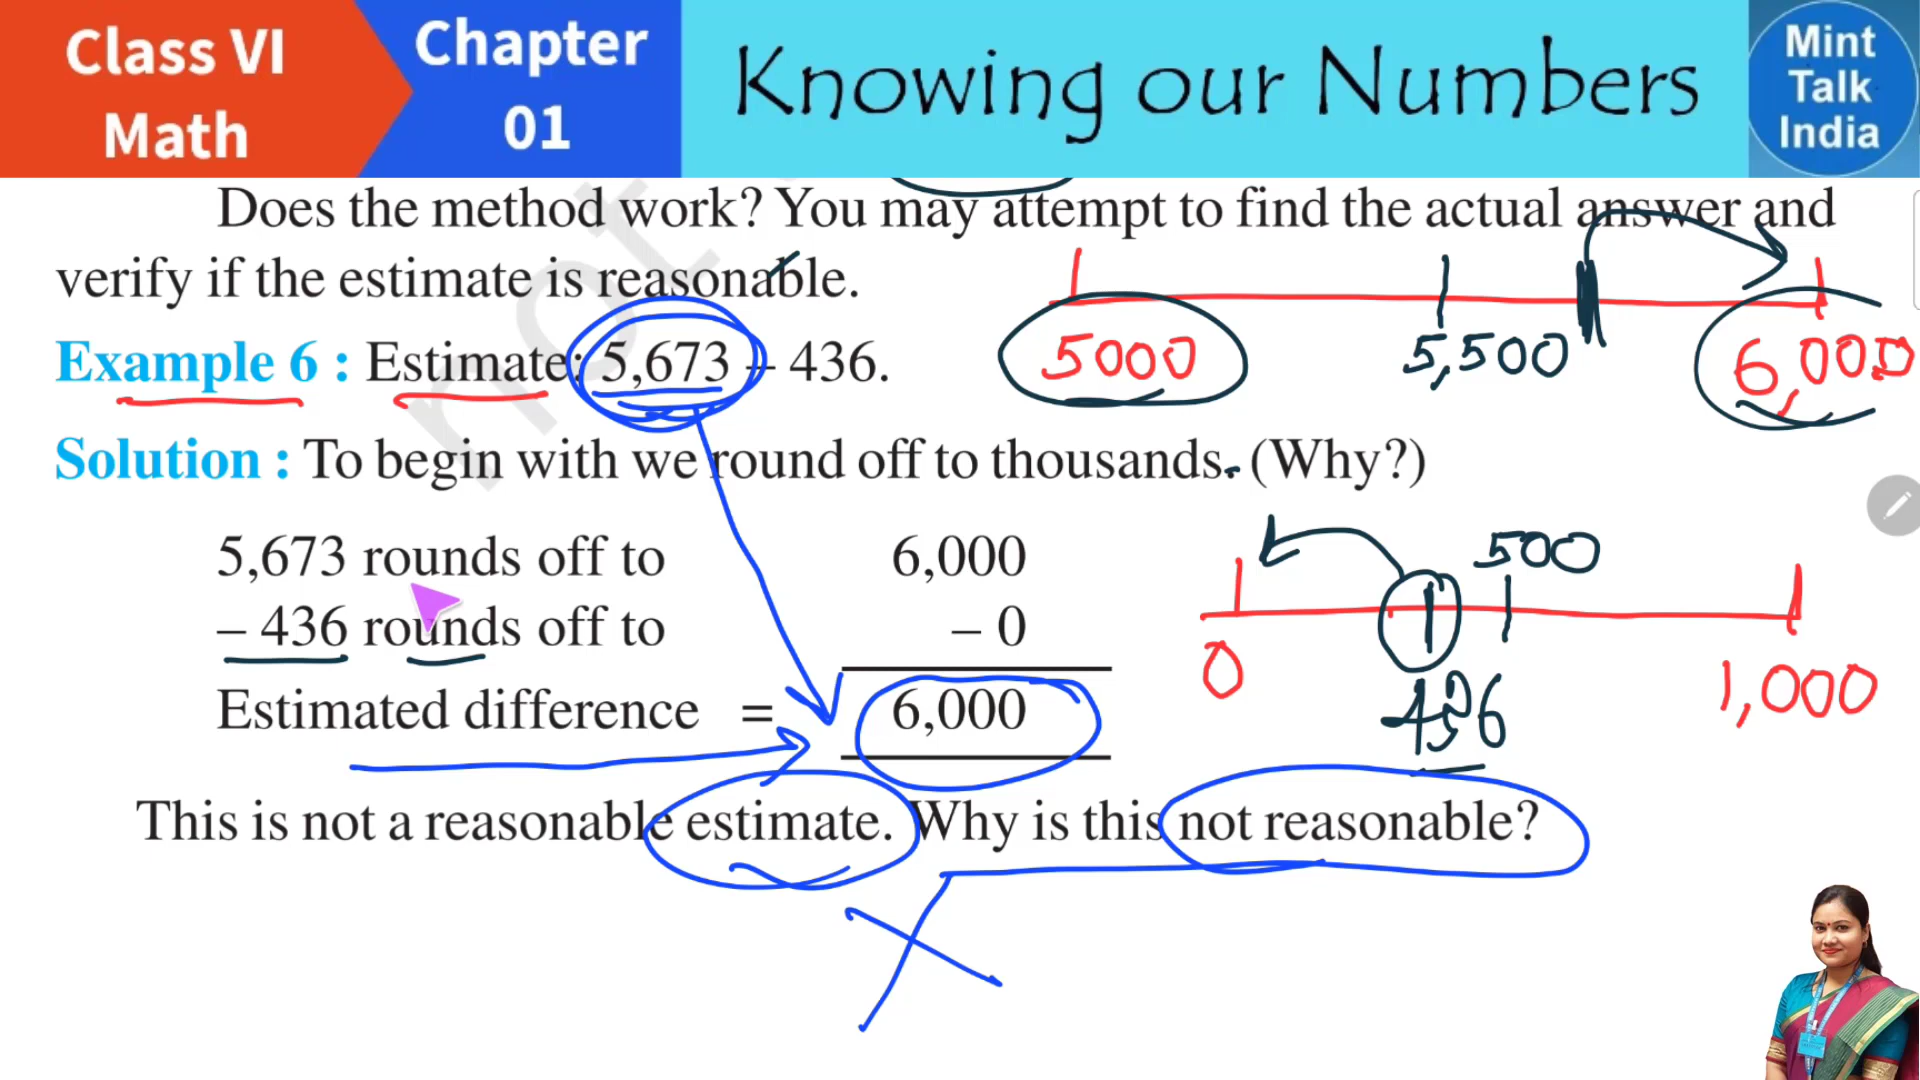 Class VI
Math
Chapter
01
Knowing our Numbers
Mint
Talk
India
Does the method work? You may attempt to find the actual answer and
verify if the estimate is reasonable.
Example 6 : Estimate: 5,673 – 436.
5000 5,500 6,000
Solution : To begin with we round off to thousands. (Why?)
5,673 rounds off to 6,000
– 436 rounds off to – 0
Estimated difference = 6,000
500
0 436 1,000
This is not a reasonable estimate. Why is this not reasonable?
not